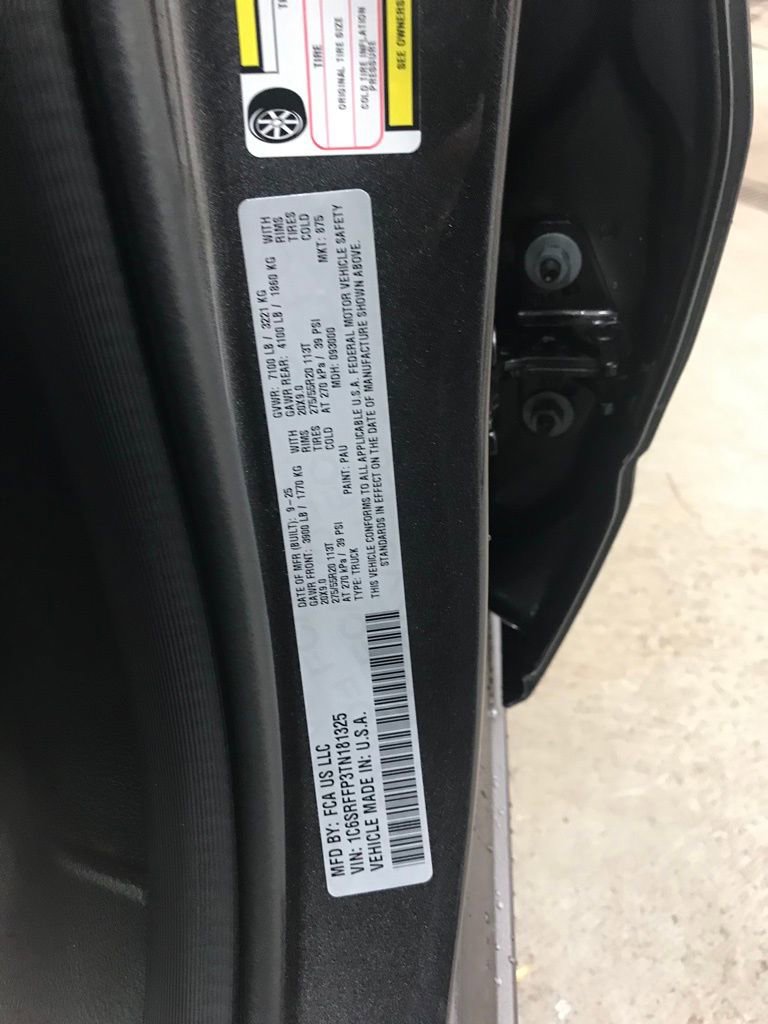 TIRE
ORIGINAL TIRE SIZE
COLD TIRE INFLATION
PRESSURE
SEE OWNERS
MFD BY: FCA US LLC
VIN: 1C6SRFFP3TN181325
VEHICLE MADE IN: U.S.A.
DATE OF MFR (BUILT): 9-25
GAWR FRONT: 3900 LB / 1770 KG WITH
20X9.0 RIMS
275/55R20 113T TIRES
AT 270 kPa / 39 PSI COLD
TYPE: TRUCK
GVWR: 7100 LB / 3221 KG
GAWR REAR: 4100 LB / 1860 KG WITH
20X9.0 RIMS
275/55R20 113T TIRES
AT 270 kPa / 39 PSI COLD
PAINT: PAU MDH: 093000 MKT: 875
THIS VEHICLE CONFORMS TO ALL APPLICABLE U.S.A. FEDERAL MOTOR VEHICLE SAFETY
STANDARDS IN EFFECT ON THE DATE OF MANUFACTURE SHOWN ABOVE.